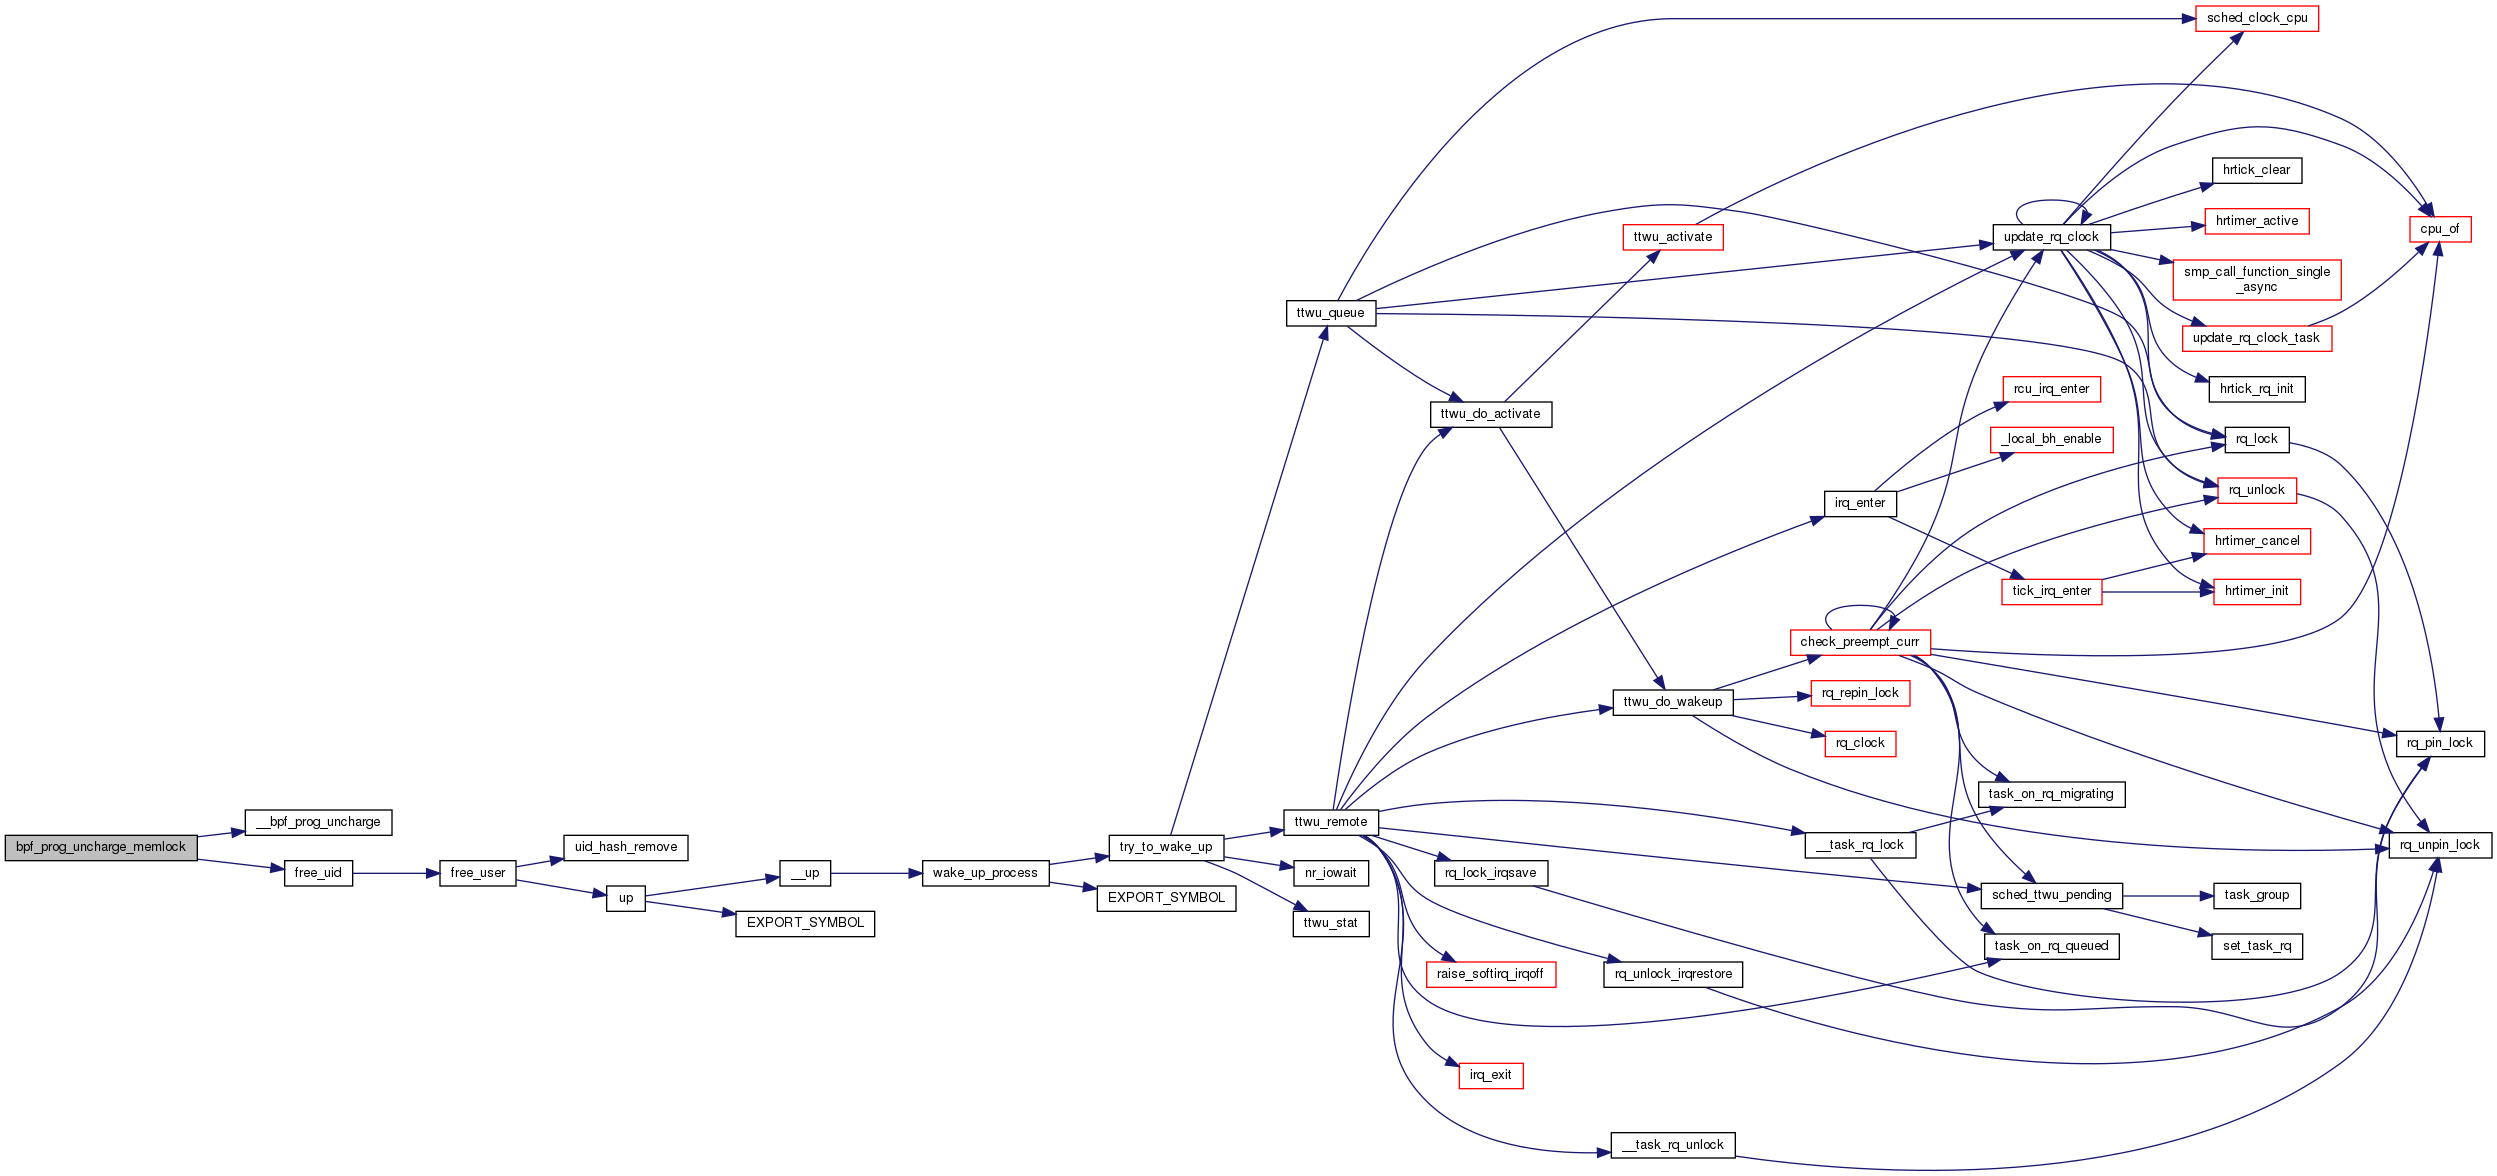 sched_clock_cpu
hrtick_clear
hrtimer_active
cpu_of
ttwu_activate
update_rq_clock
smp_call_function_single
_async
ttwu_queue
update_rq_clock_task
rcu_irq_enter
hrtick_rq_init
ttwu_do_activate
_local_bh_enable
rq_lock
irq_enter
rq_unlock
hrtimer_cancel
tick_irq_enter
hrtimer_init
check_preempt_curr
rq_repin_lock
ttwu_do_wakeup
rq_clock
rq_pin_lock
task_on_rq_migrating
__bpf_prog_uncharge
ttwu_remote
bpf_prog_uncharge_memlock
uid_hash_remove
try_to_wake_up
__task_rq_lock
rq_unpin_lock
free_uid
free_user
__up
wake_up_process
nr_iowait
rq_lock_irqsave
up
EXPORT_SYMBOL
sched_ttwu_pending
task_group
EXPORT_SYMBOL
ttwu_stat
task_on_rq_queued
set_task_rq
raise_softirq_irqoff
rq_unlock_irqrestore
irq_exit
__task_rq_unlock